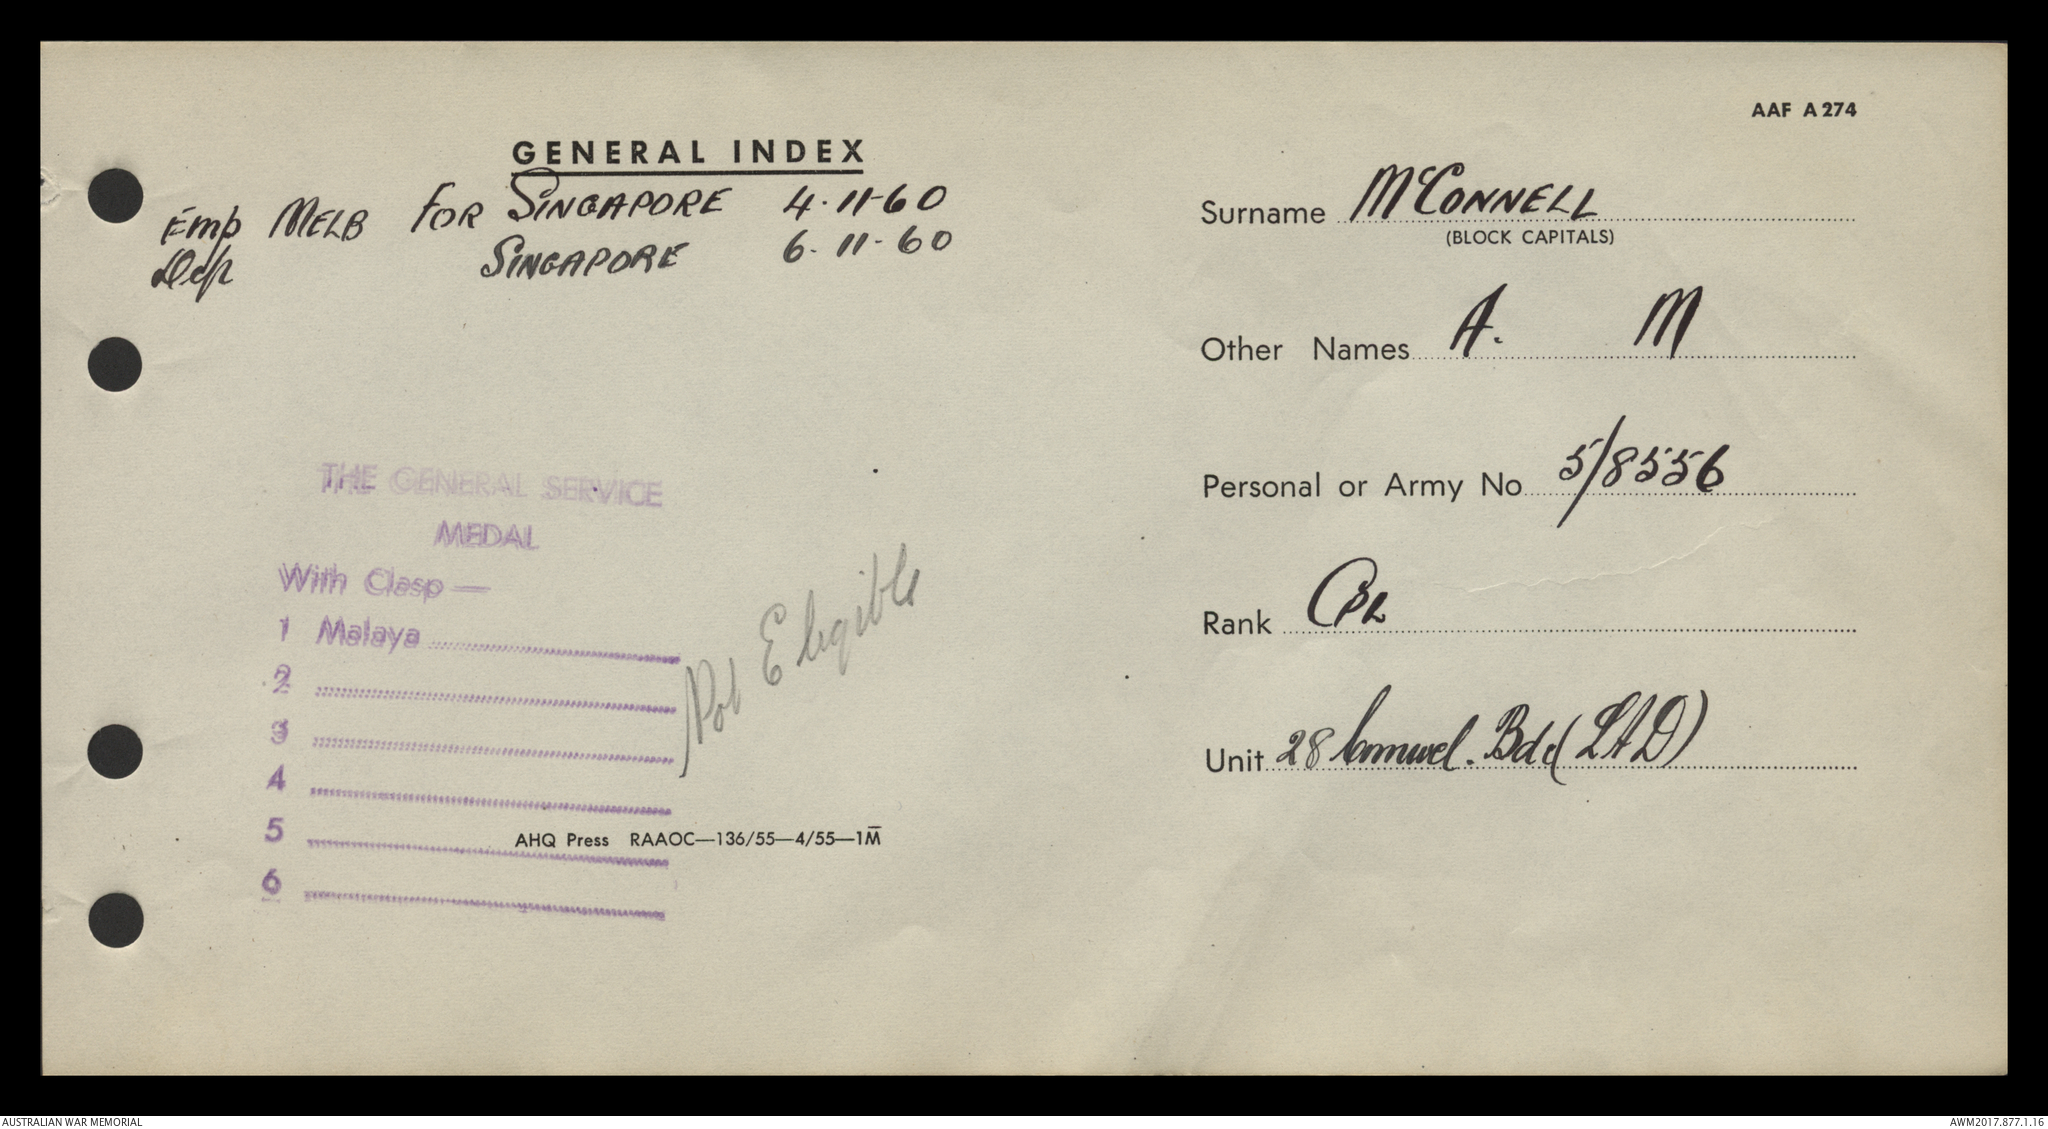 AAF A 274
GENERAL INDEX
Emb MELB FOR SINGAPORE 4.11-60
Dep SINGAPORE 6.11-60
THE GENERAL SERVICE
MEDAL
With Clasp —
1 Malaya
2
3
4
5
6
Not Eligible
AHQ Press RAAOC—136/55—4/55—1M
Surname McCONNELL
(BLOCK CAPITALS)
Other Names A. M
Personal or Army No 5/8556
Rank CPL
Unit 28 Comwel. Bde (LAD)
AUSTRALIAN WAR MEMORIAL
AWM2017.877.1.16